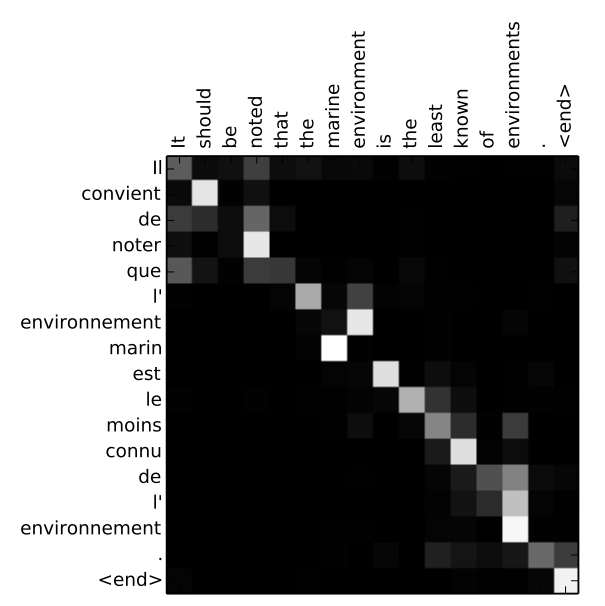 It should be noted that the marine environment is the least known of environments . <end>
Il
convient
de
noter
que
l'
environnement
marin
est
le
moins
connu
de
l'
environnement
.
<end>